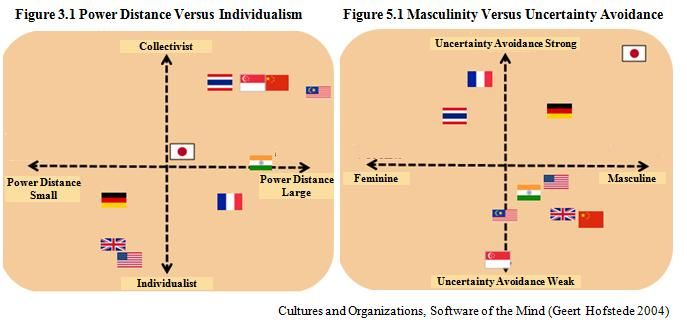 Figure 3.1 Power Distance Versus Individualism
Collectivist
Power Distance
Small
Power Distance
Large
Individualist
Figure 5.1 Masculinity Versus Uncertainty Avoidance
Uncertainty Avoidance Strong
Feminine
Masculine
Uncertainty Avoidance Weak
Cultures and Organizations, Software of the Mind (Geert Hofstede 2004)